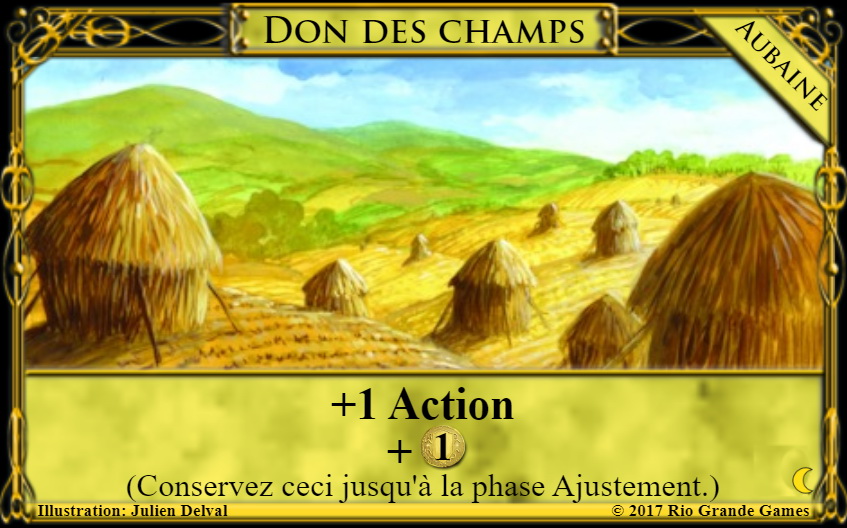 DON DES CHAMPS
AUBAINE
+1 Action
+ 1
(Conservez ceci jusqu'à la phase Ajustement.)
Illustration: Julien Delval
© 2017 Rio Grande Games